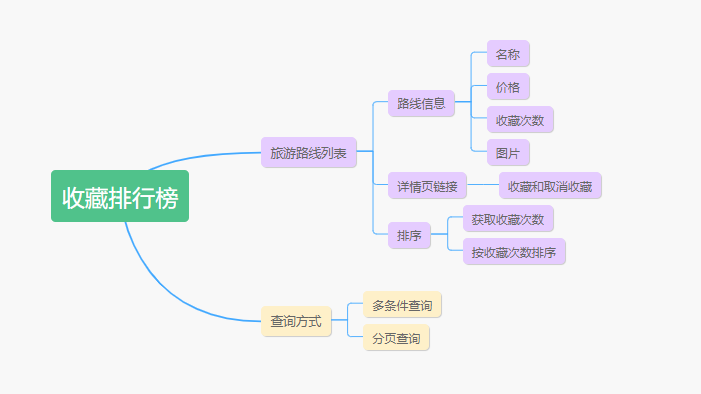 收藏排行榜
旅游路线列表
路线信息
名称
价格
收藏次数
图片
详情页链接
收藏和取消收藏
排序
获取收藏次数
按收藏次数排序
查询方式
多条件查询
分页查询